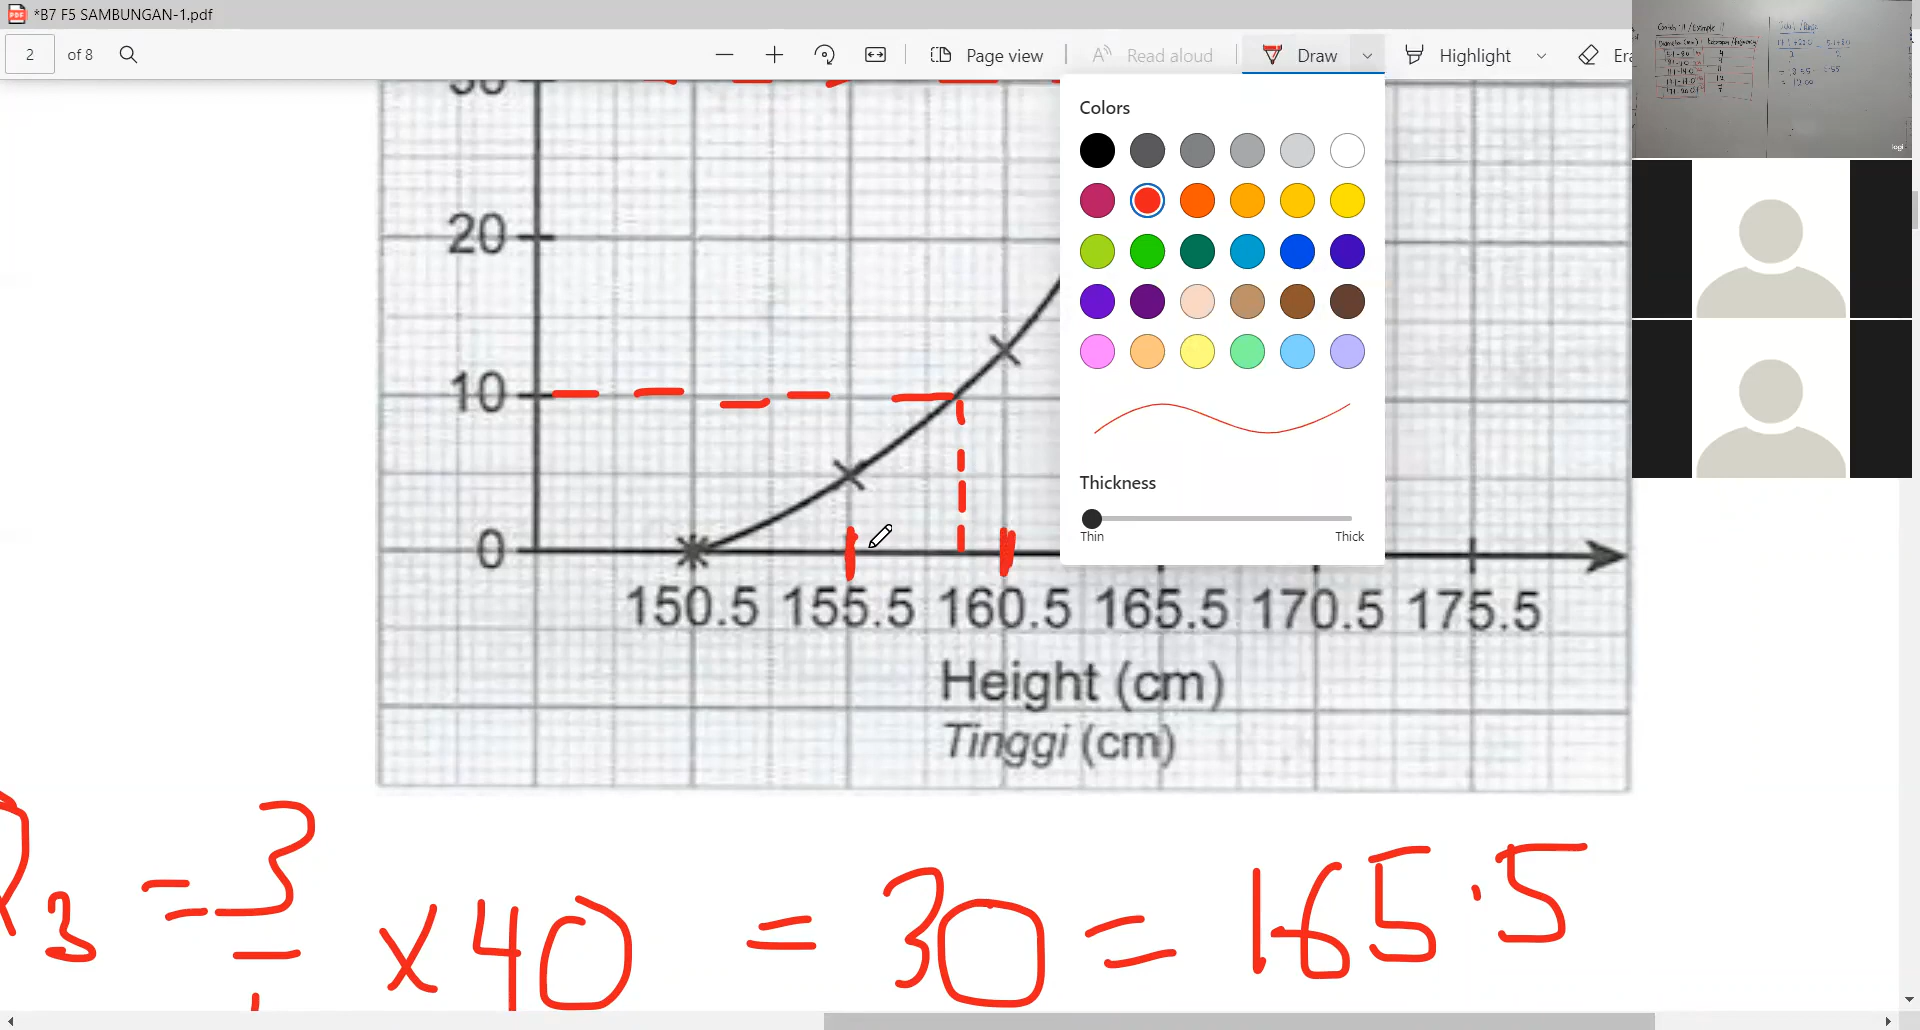 *B7 F5 SAMBUNGAN-1.pdf
2 of 8 Page view Read aloud Draw Highlight
Colors
Thickness
Thin Thick
20
10
0
150.5 155.5 160.5 165.5 170.5 175.5
Height (cm)
Tinggi (cm)
3 = 3 × 40 = 30 = 165.5
logi